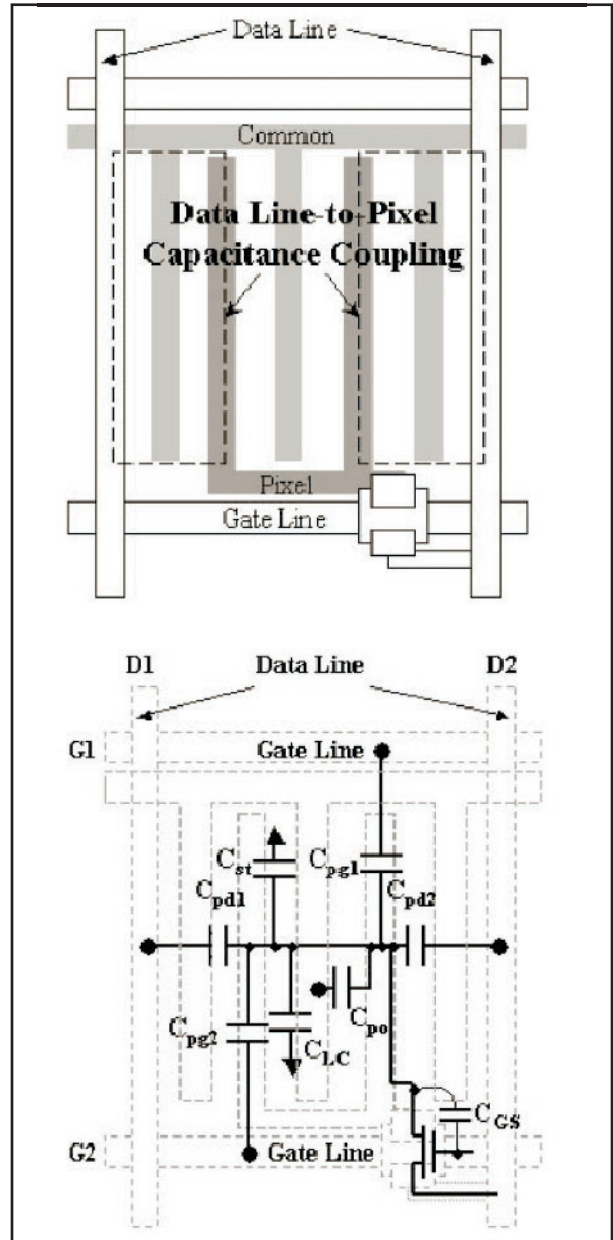 Data Line
Common
Data Line-to-Pixel
Capacitance Coupling
Pixel
Gate Line
D1 Data Line D2
G1 Gate Line
Cst Cpg1
Cpd1 Cpd2
Cpg2 CLC Cpo
CGS
G2 Gate Line